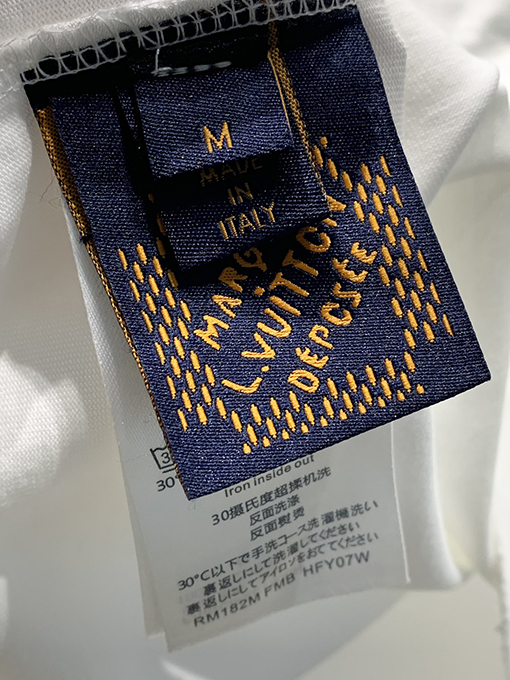 M
MADE
IN
ITALY
L.VUITTON
DEPOSÉE
30°
Iron inside out
30摄氏度超揉机洗
反面洗涤
反面熨烫
30℃以下で手洗コース洗濯機洗い
裏返しにして洗濯してください
裏返しにしてアイロンをおててください
RM182M FMB HFY07W